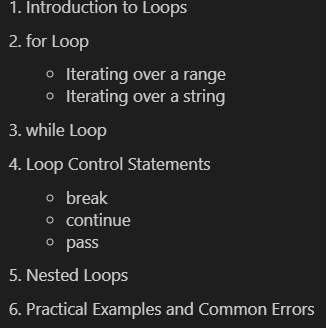 1. Introduction to Loops
2. for Loop
○ Iterating over a range
○ Iterating over a string
3. while Loop
4. Loop Control Statements
○ break
○ continue
○ pass
5. Nested Loops
6. Practical Examples and Common Errors